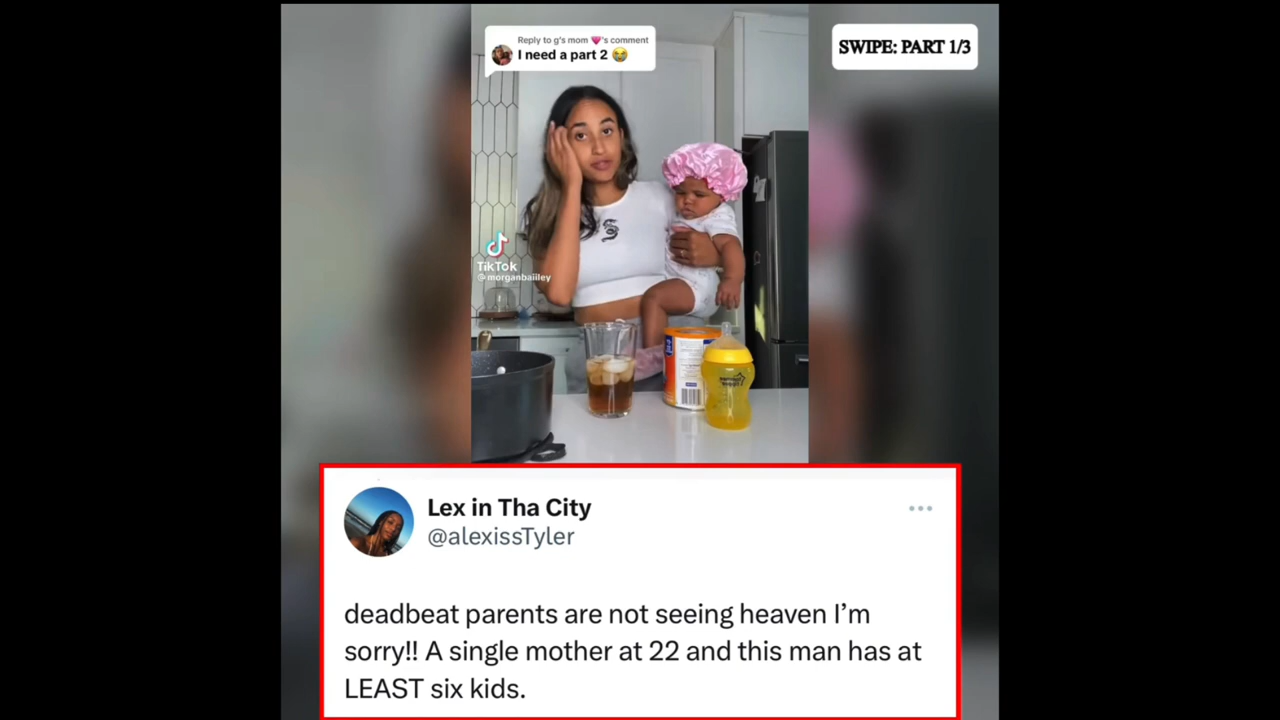 Reply to g's mom 💗's comment
I need a part 2 😭
SWIPE: PART 1/3
TikTok
@morganbaiiley
Lex in Tha City
@alexissTyler
deadbeat parents are not seeing heaven I’m
sorry!! A single mother at 22 and this man has at
LEAST six kids.